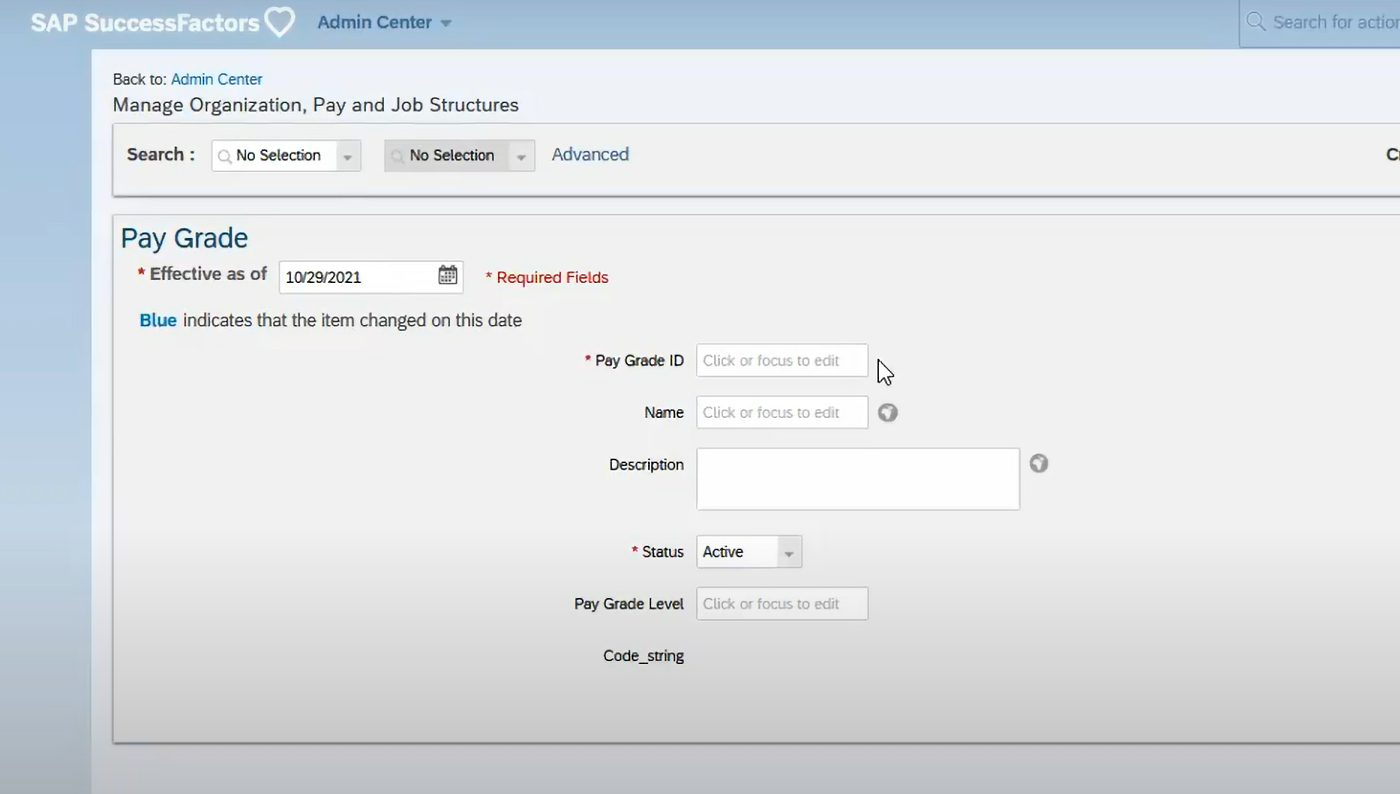 SAP SuccessFactors Admin Center Search for action
Back to: Admin Center
Manage Organization, Pay and Job Structures
Search : No Selection No Selection Advanced
Pay Grade
* Effective as of 10/29/2021 * Required Fields
Blue indicates that the item changed on this date
* Pay Grade ID Click or focus to edit
Name Click or focus to edit
Description
* Status Active
Pay Grade Level Click or focus to edit
Code_string